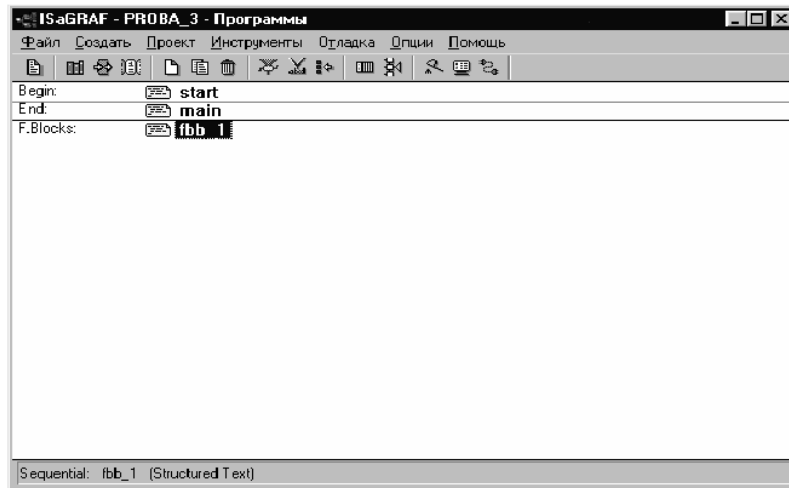 ISaGRAF - PROBA_3 - Программы
Файл Создать Проект Инструменты Отладка Опции Помощь
Begin: start
End: main
F.Blocks: fbb_1
Sequential: fbb_1 (Structured Text)